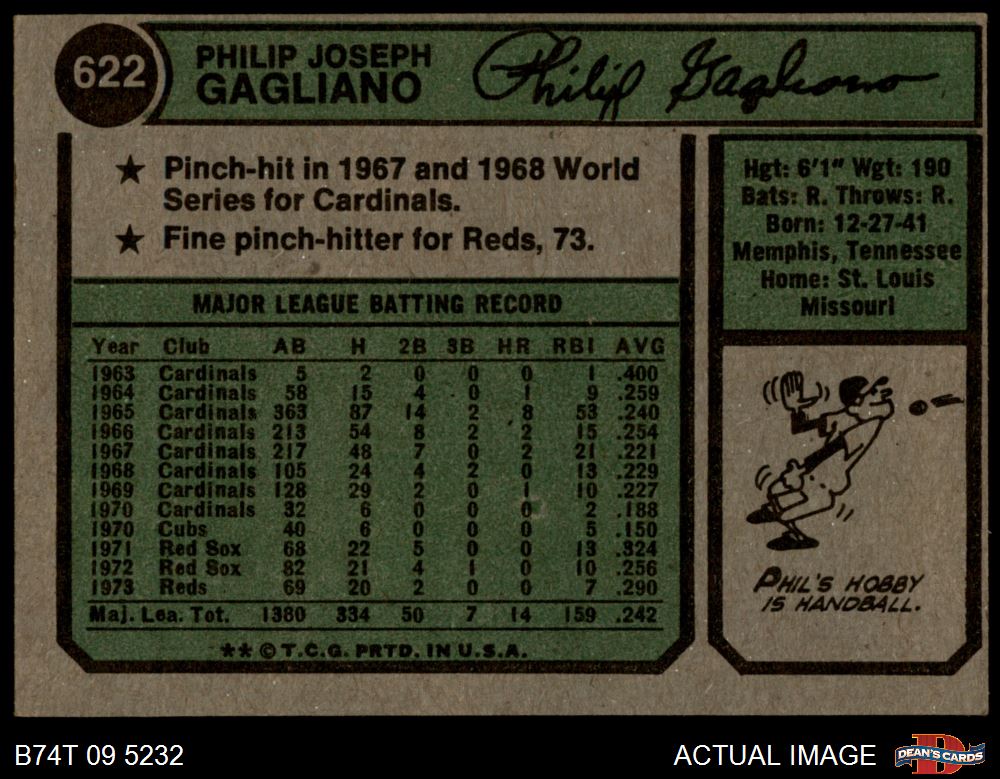 622
PHILIP JOSEPH
GAGLIANO
Philip Gagliano
★ Pinch-hit in 1967 and 1968 World
Series for Cardinals.
★ Fine pinch-hitter for Reds, 73.
Hgt: 6'1" Wgt: 190
Bats: R. Throws: R.
Born: 12-27-41
Memphis, Tennessee
Home: St. Louis
Missouri
MAJOR LEAGUE BATTING RECORD
Year Club AB H 2B 3B HR RBI AVG
1963 Cardinals 5 2 0 0 0 1 .400
1964 Cardinals 58 15 4 0 1 9 .259
1965 Cardinals 363 87 14 2 8 53 .240
1966 Cardinals 213 54 8 2 2 15 .254
1967 Cardinals 217 48 7 0 2 21 .221
1968 Cardinals 105 24 4 2 0 13 .229
1969 Cardinals 128 29 2 0 1 10 .227
1970 Cardinals 32 6 0 0 0 2 .188
1970 Cubs 40 6 0 0 0 5 .150
1971 Red Sox 68 22 5 0 0 13 .324
1972 Red Sox 82 21 4 1 0 10 .256
1973 Reds 69 20 2 0 0 7 .290
Maj. Lea. Tot. 1380 334 50 7 14 159 .242
** © T.C.G. PRTD. IN U.S.A.
PHIL'S HOBBY
IS HANDBALL.
B74T 09 5232
ACTUAL IMAGE
DEAN'S CARDS